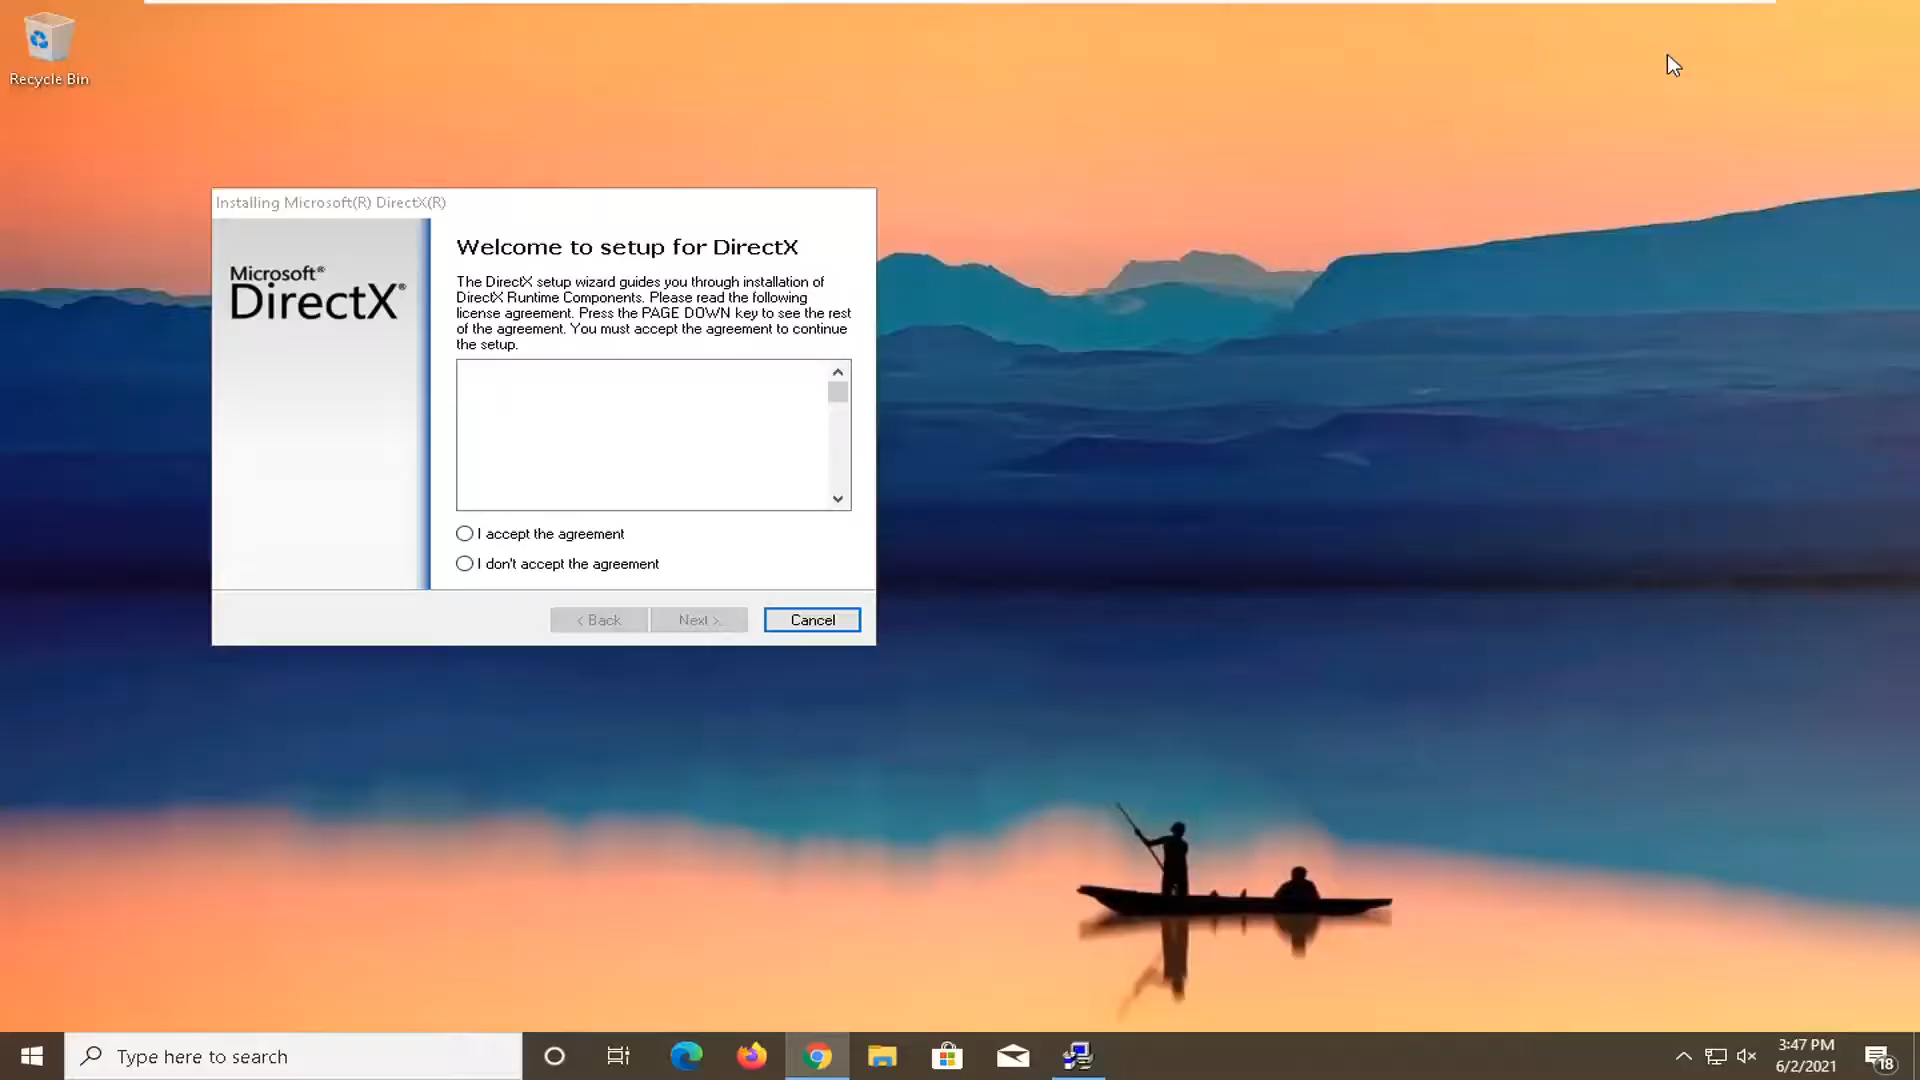 Recycle Bin
Installing Microsoft(R) DirectX(R)
Microsoft®
DirectX®
Welcome to setup for DirectX
The DirectX setup wizard guides you through installation of
DirectX Runtime Components. Please read the following
license agreement. Press the PAGE DOWN key to see the rest
of the agreement. You must accept the agreement to continue
the setup.
I accept the agreement
I don't accept the agreement
< Back
Next >
Cancel
Type here to search
3:47 PM
6/2/2021
18